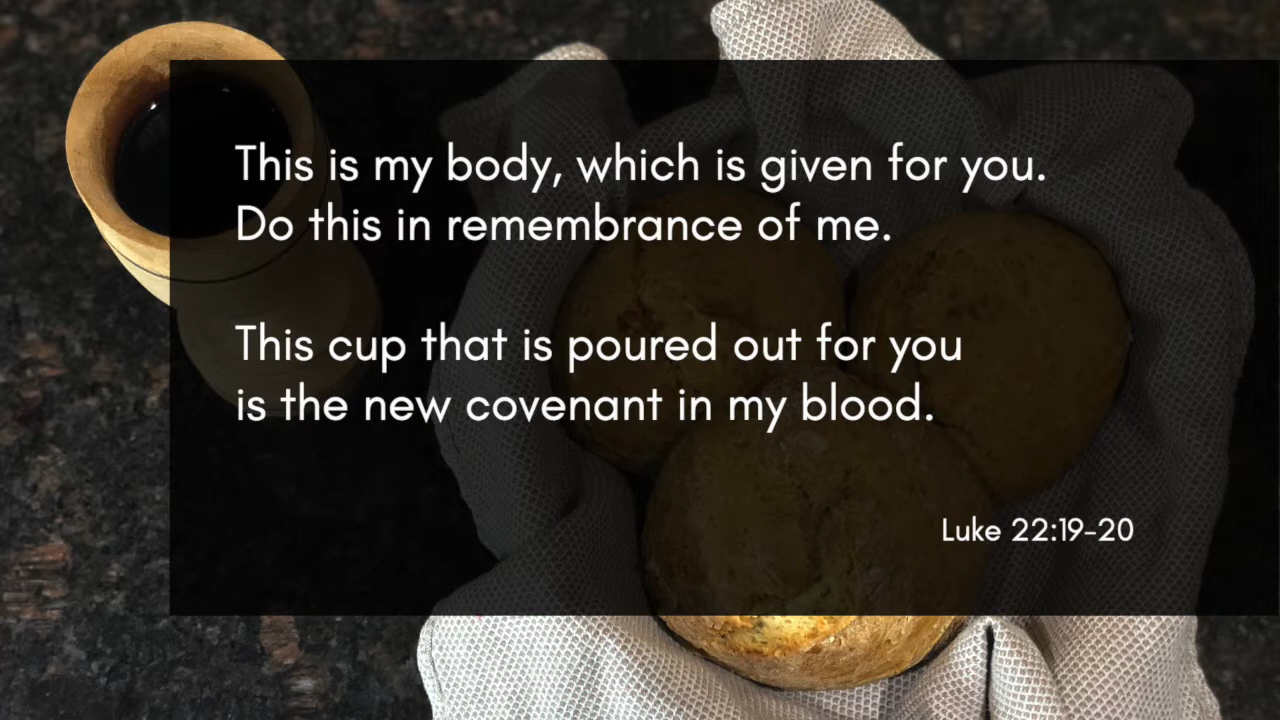 This is my body, which is given for you.
Do this in remembrance of me.
This cup that is poured out for you
is the new covenant in my blood.
Luke 22:19-20